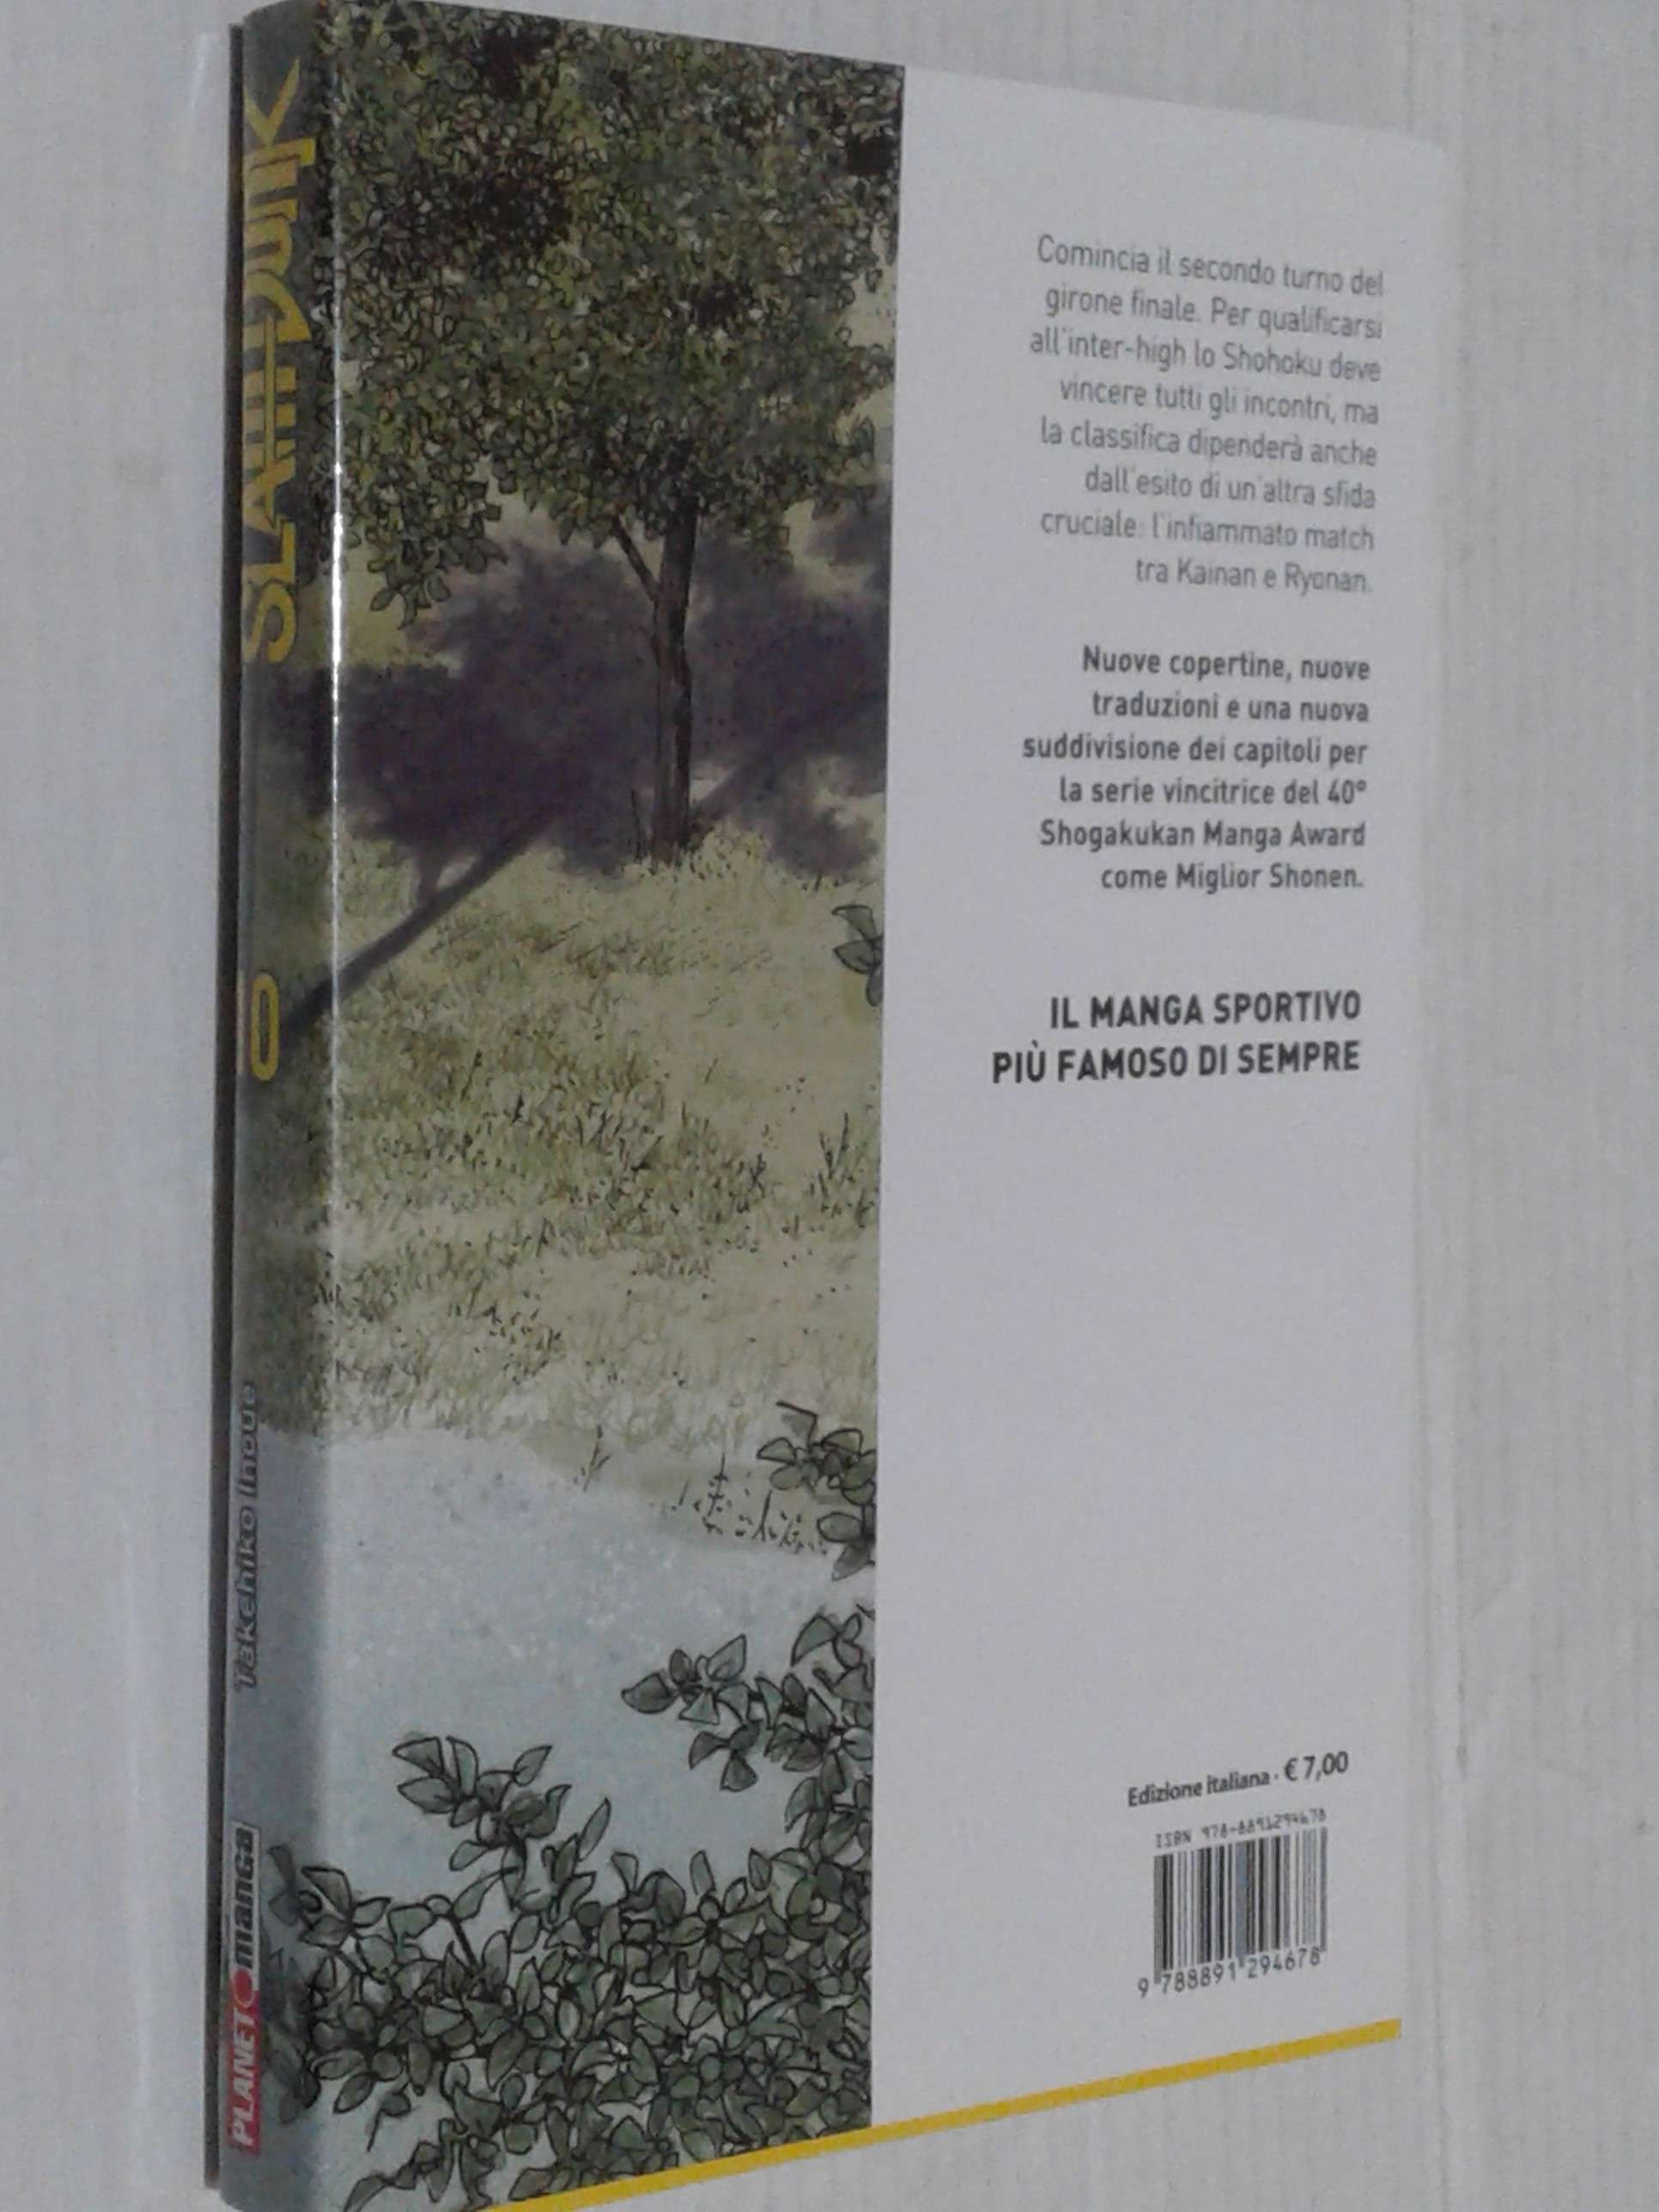 SLAM DUNK
Takehiko Inoue
PLANET manga
Comincia il secondo turno del
girone finale. Per qualificarsi
all'inter-high lo Shohoku deve
vincere tutti gli incontri, ma
la classifica dipenderà anche
dall'esito di un'altra sfida
cruciale: l'infiammato match
tra Kainan e Ryonan.
Nuove copertine, nuove
traduzioni e una nuova
suddivisione dei capitoli per
la serie vincitrice del 40°
Shogakukan Manga Award
come Miglior Shonen.
IL MANGA SPORTIVO
PIÙ FAMOSO DI SEMPRE
Edizione italiana · € 7,00
ISBN 978-8891294678
9 788891 294678